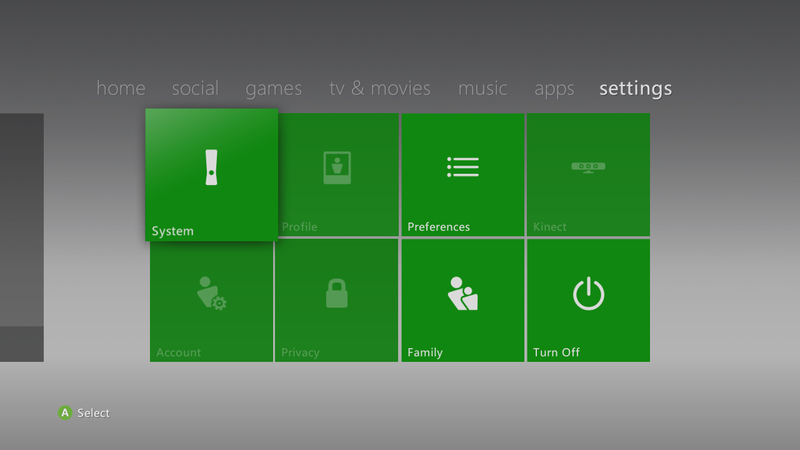 home social games tv & movies music apps settings
System Profile Preferences Kinect
Account Privacy Family Turn Off
A Select